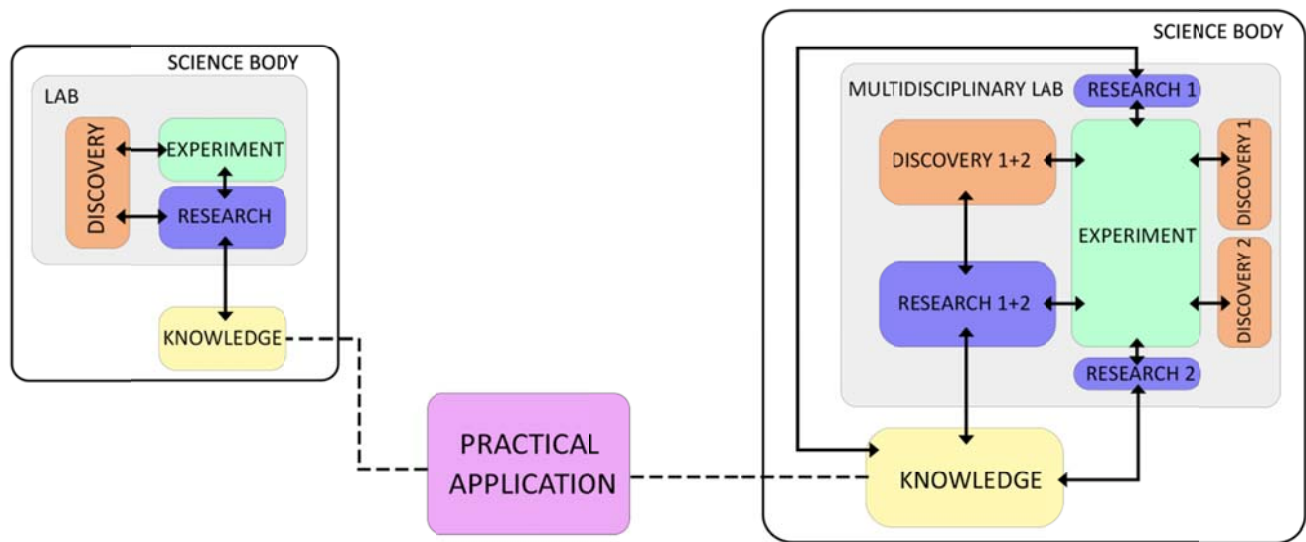 SCIENCE BODY
LAB
DISCOVERY
EXPERIMENT
RESEARCH
KNOWLEDGE
PRACTICAL
APPLICATION
SCIENCE BODY
MULTIDISCIPLINARY LAB
RESEARCH 1
DISCOVERY 1+2
DISCOVERY 1
EXPERIMENT
DISCOVERY 2
RESEARCH 1+2
RESEARCH 2
KNOWLEDGE